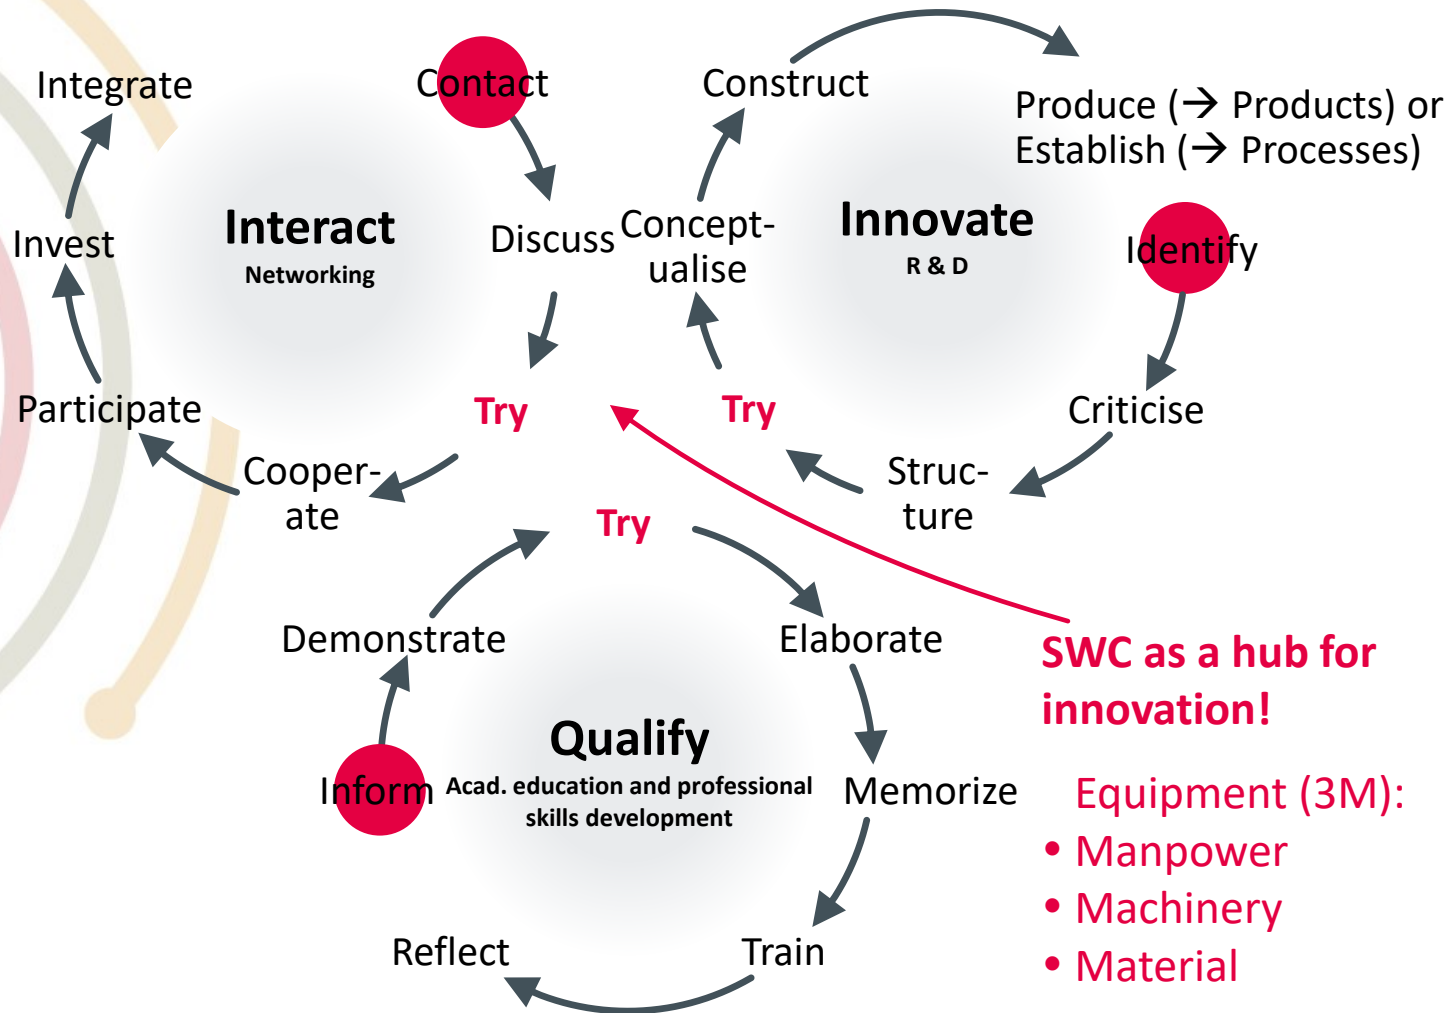 Integrate
Contact
Discuss
Try
Cooper-
ate
Participate
Invest
Interact
Networking
Construct
Produce (→ Products) or
Establish (→ Processes)
Identify
Criticise
Struc-
ture
Try
Concept-
ualise
Innovate
R & D
Try
Elaborate
Memorize
Train
Reflect
Inform
Demonstrate
Qualify
Acad. education and professional
skills development
SWC as a hub for
innovation!
Equipment (3M):
• Manpower
• Machinery
• Material